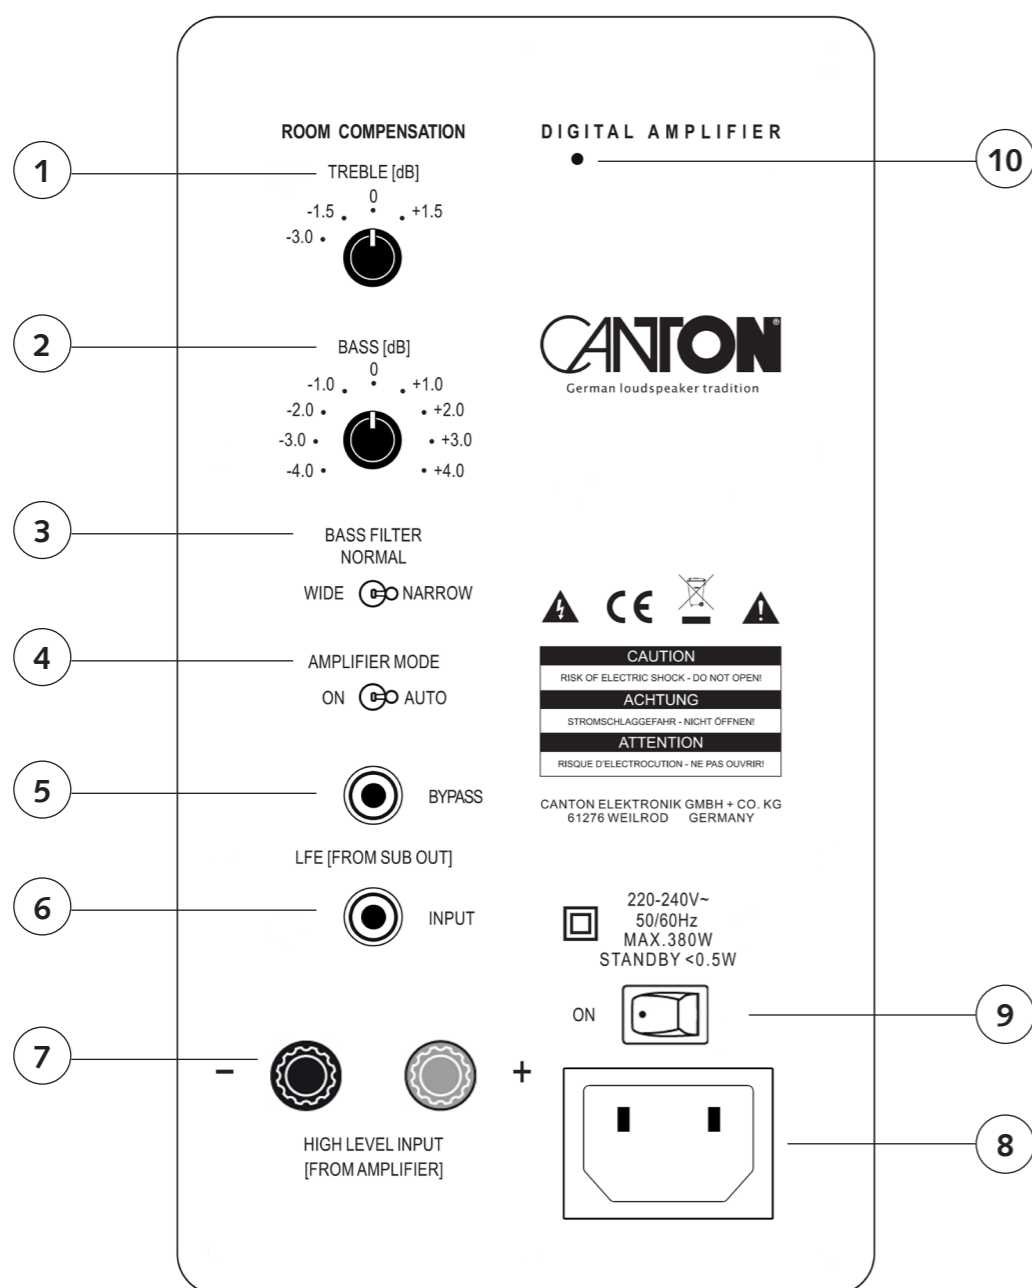 ROOM COMPENSATION
1
TREBLE [dB]
0
-1.5
+1.5
-3.0
2
BASS [dB]
0
-1.0
+1.0
-2.0
+2.0
-3.0
+3.0
-4.0
+4.0
3
BASS FILTER
NORMAL
WIDE NARROW
4
AMPLIFIER MODE
ON AUTO
5
BYPASS
LFE [FROM SUB OUT]
6
INPUT
7
− +
HIGH LEVEL INPUT
[FROM AMPLIFIER]
DIGITAL AMPLIFIER
10
CANTON®
German loudspeaker tradition
CE
CAUTION
RISK OF ELECTRIC SHOCK - DO NOT OPEN!
ACHTUNG
STROMSCHLAGGEFAHR - NICHT ÖFFNEN!
ATTENTION
RISQUE D'ELECTROCUTION - NE PAS OUVRIR!
CANTON ELEKTRONIK GMBH + CO. KG
61276 WEILROD GERMANY
220-240V~
50/60Hz
MAX.380W
STANDBY <0.5W
ON
9
8